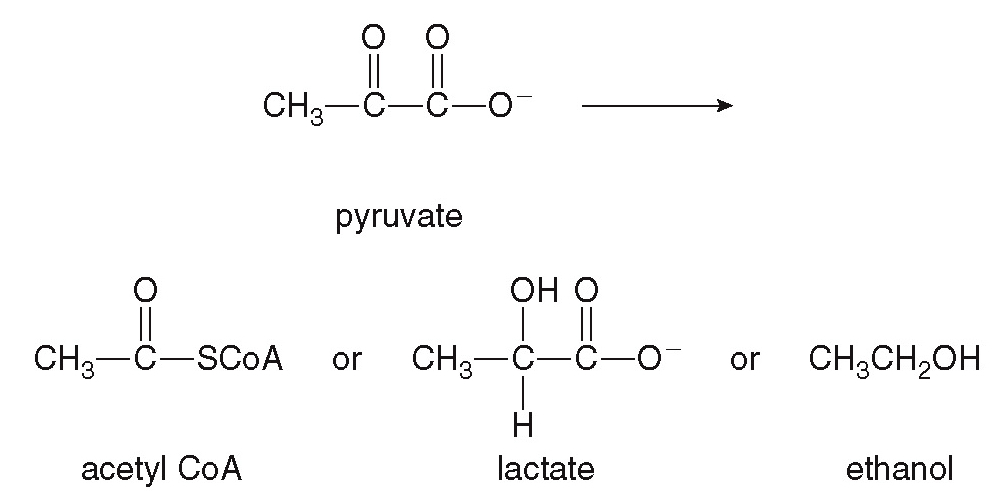 O O
CH₃—C—C—O⁻
pyruvate
O OH O
CH₃—C—SCoA or CH₃—C—C—O⁻ or CH₃CH₂OH
H
acetyl CoA lactate ethanol